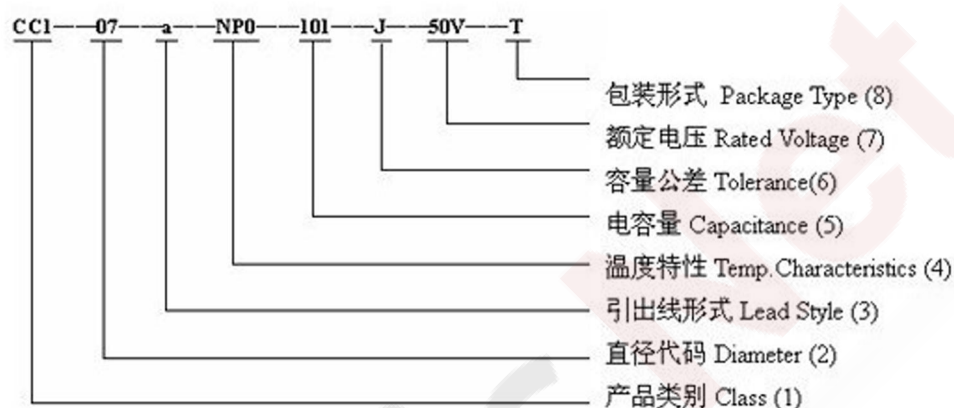 CC1——07——a——NP0——101——J——50V——T
包装形式 Package Type (8)
额定电压 Rated Voltage (7)
容量公差 Tolerance(6)
电容量 Capacitance (5)
温度特性 Temp.Characteristics (4)
引出线形式 Lead Style (3)
直径代码 Diameter (2)
产品类别 Class (1)
Net